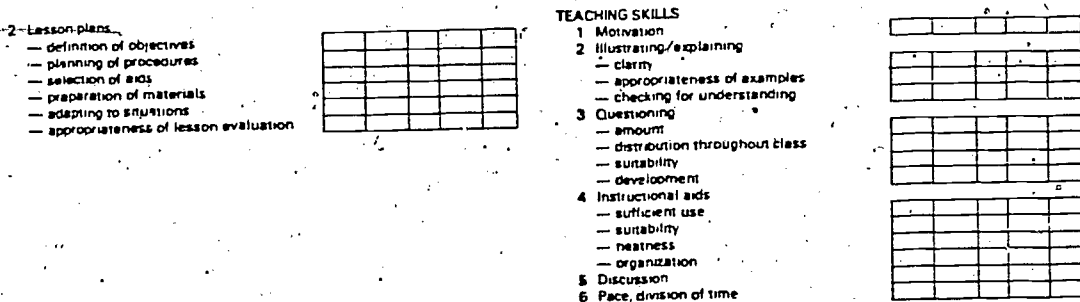 2 Lesson plans
— definition of objectives
— planning of procedures
— selection of aids
— preparation of materials
— adapting to situations
— appropriateness of lesson evaluation
TEACHING SKILLS
1 Motivation
2 Illustrating/explaining
— clarity
— appropriateness of examples
— checking for understanding
3 Questioning
— amount
— distribution throughout class
— suitability
— development
4 Instructional aids
— sufficient use
— suitability
— neatness
— organization
5 Discussion
6 Pace, division of time